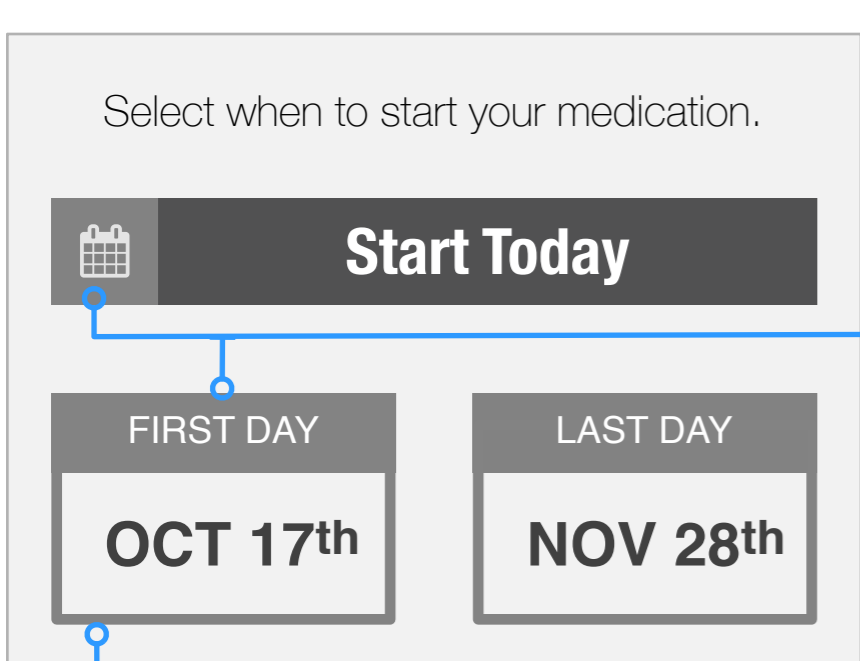 Select when to start your medication.
Start Today
FIRST DAY
LAST DAY
OCT 17th
NOV 28th